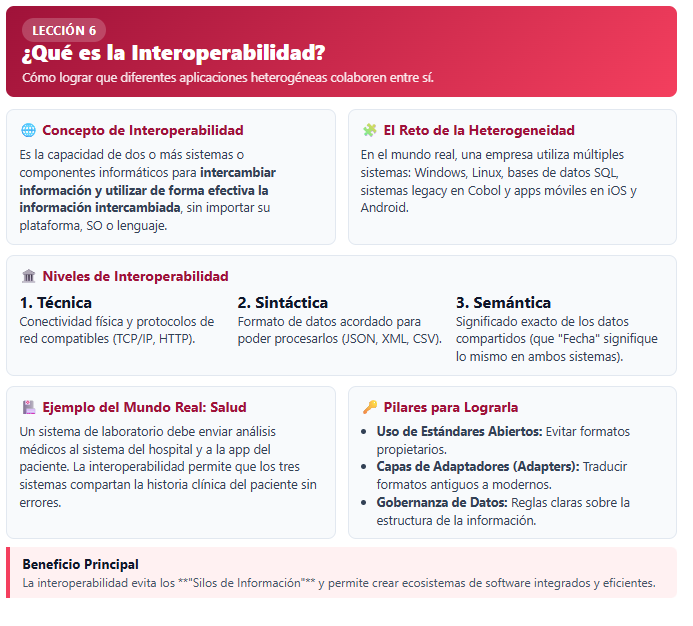 LECCIÓN 6
¿Qué es la Interoperabilidad?
Cómo lograr que diferentes aplicaciones heterogéneas colaboren entre sí.
Concepto de Interoperabilidad
Es la capacidad de dos o más sistemas o
componentes informáticos para intercambiar
información y utilizar de forma efectiva la
información intercambiada, sin importar su
plataforma, SO o lenguaje.
El Reto de la Heterogeneidad
En el mundo real, una empresa utiliza múltiples
sistemas: Windows, Linux, bases de datos SQL,
sistemas legacy en Cobol y apps móviles en iOS y
Android.
Niveles de Interoperabilidad
1. Técnica
Conectividad física y protocolos de
red compatibles (TCP/IP, HTTP).
2. Sintáctica
Formato de datos acordado para
poder procesarlos (JSON, XML, CSV).
3. Semántica
Significado exacto de los datos
compartidos (que "Fecha" signifique
lo mismo en ambos sistemas).
Ejemplo del Mundo Real: Salud
Un sistema de laboratorio debe enviar análisis
médicos al sistema del hospital y a la app del
paciente. La interoperabilidad permite que los tres
sistemas compartan la historia clínica del paciente sin
errores.
Pilares para Lograrla
• Uso de Estándares Abiertos: Evitar formatos
propietarios.
• Capas de Adaptadores (Adapters): Traducir
formatos antiguos a modernos.
• Gobernanza de Datos: Reglas claras sobre la
estructura de la información.
Beneficio Principal
La interoperabilidad evita los **"Silos de Información"** y permite crear ecosistemas de software integrados y eficientes.